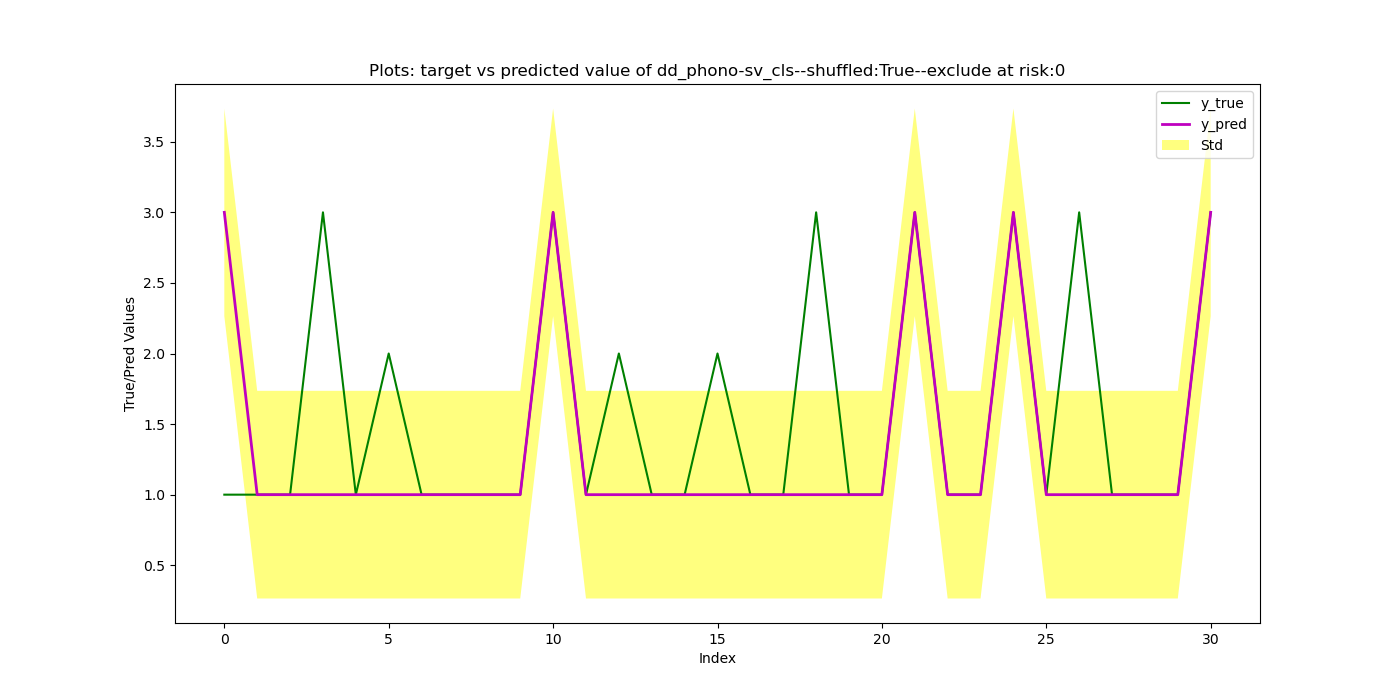 Plots: target vs predicted value of dd_phono-sv_cls--shuffled:True--exclude at risk:0
y_true
y_pred
Std
True/Pred Values
3.5
3.0
2.5
2.0
1.5
1.0
0.5
0 5 10 15 20 25 30
Index